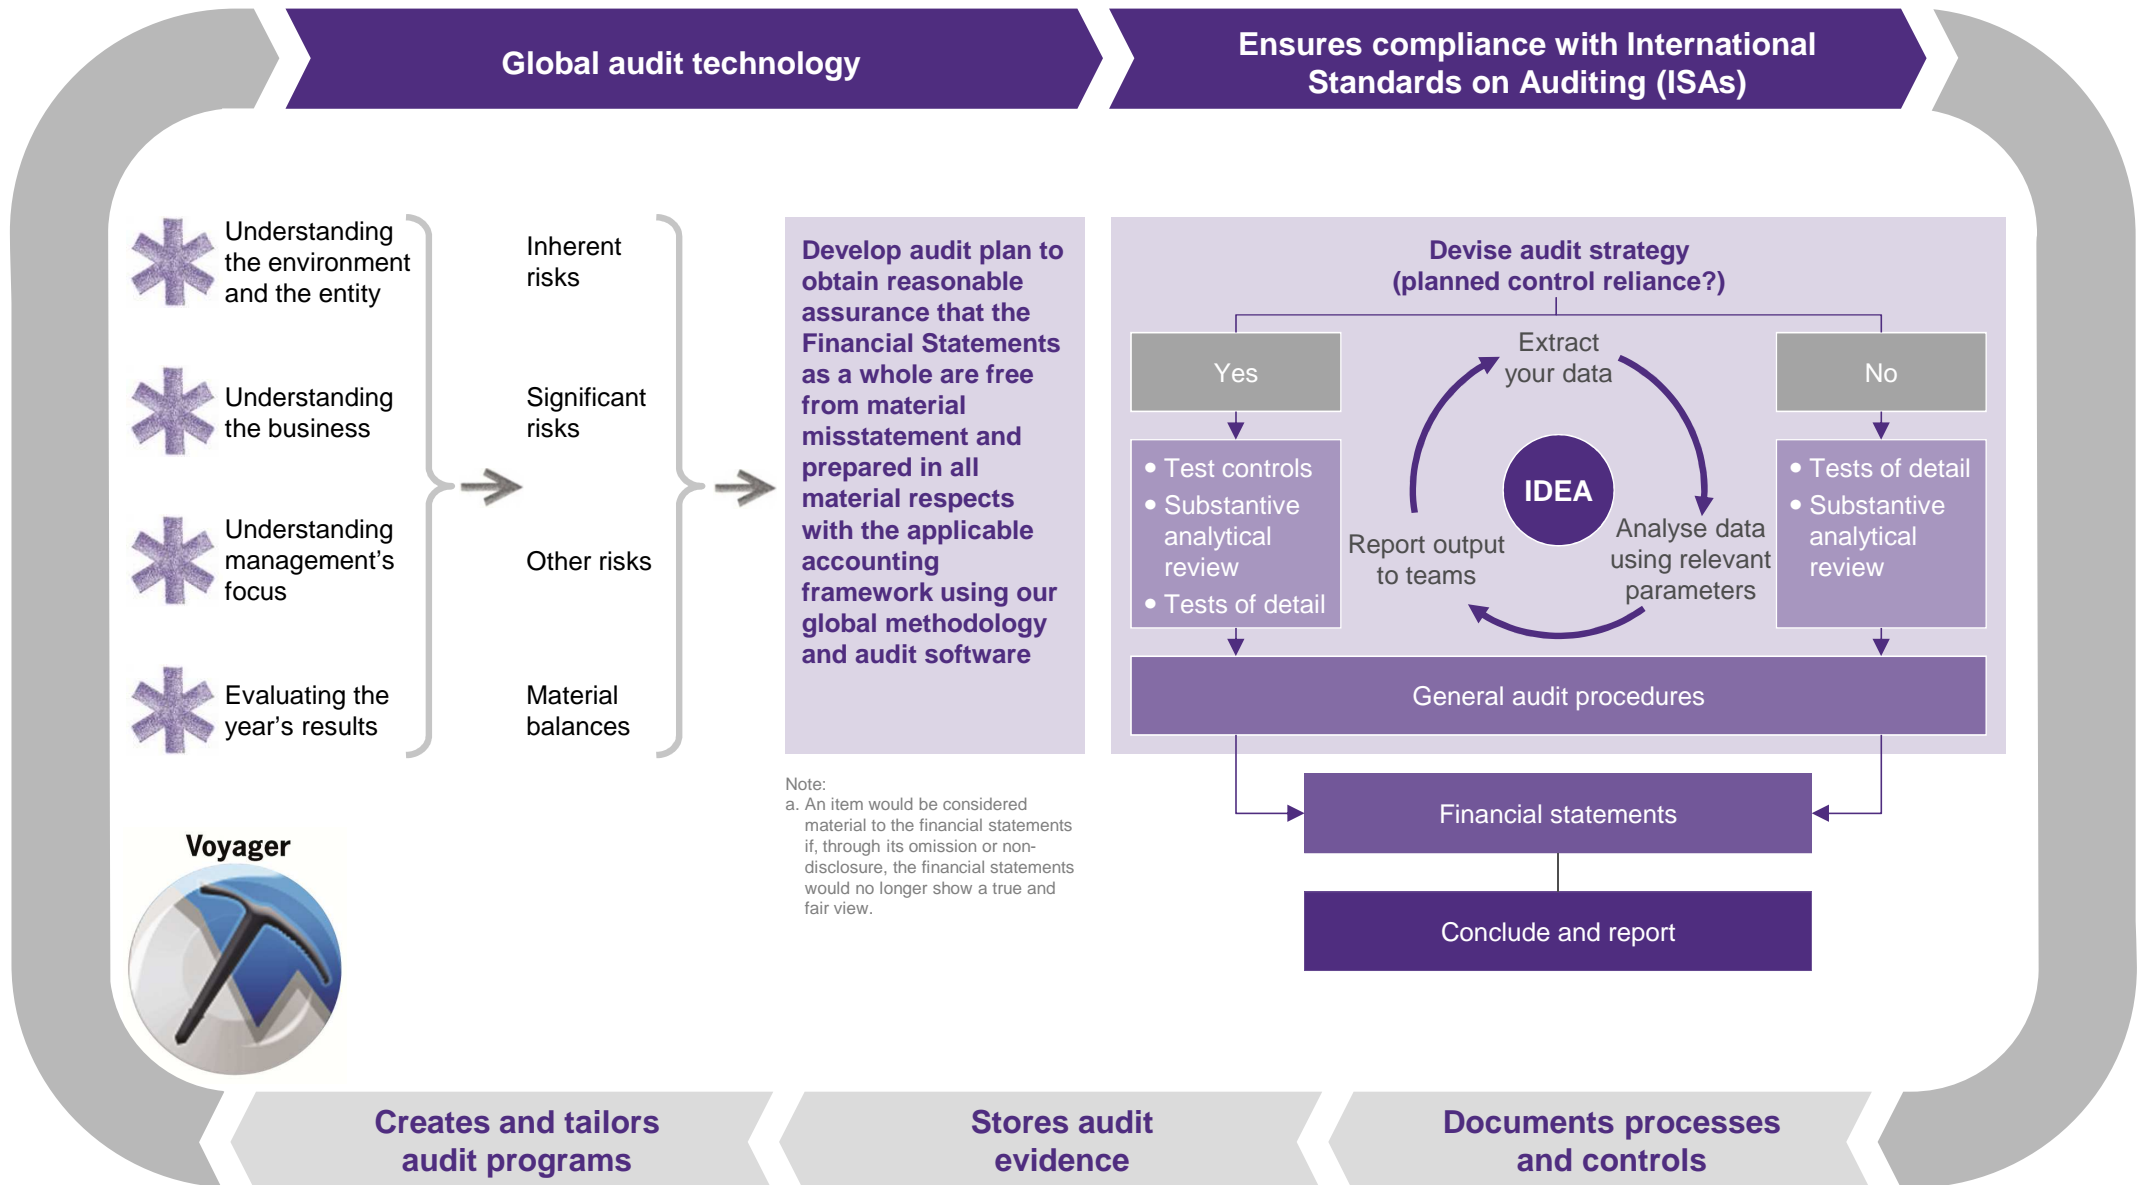 Global audit technology
Ensures compliance with International
Standards on Auditing (ISAs)
Understanding
the environment
and the entity
Understanding
the business
Understanding
management's
focus
Evaluating the
year's results
Inherent
risks
Significant
risks
Other risks
Material
balances
Develop audit plan to
obtain reasonable
assurance that the
Financial Statements
as a whole are free
from material
misstatement and
prepared in all
material respects
with the applicable
accounting
framework using our
global methodology
and audit software
Note:
a. An item would be considered
material to the financial statements
if, through its omission or non-
disclosure, the financial statements
would no longer show a true and
fair view.
Devise audit strategy
(planned control reliance?)
Yes
• Test controls
• Substantive
analytical
review
• Tests of detail
Extract
your data
IDEA
Analyse data
using relevant
parameters
Report output
to teams
No
• Tests of detail
• Substantive
analytical
review
General audit procedures
Financial statements
Conclude and report
Voyager
Creates and tailors
audit programs
Stores audit
evidence
Documents processes
and controls